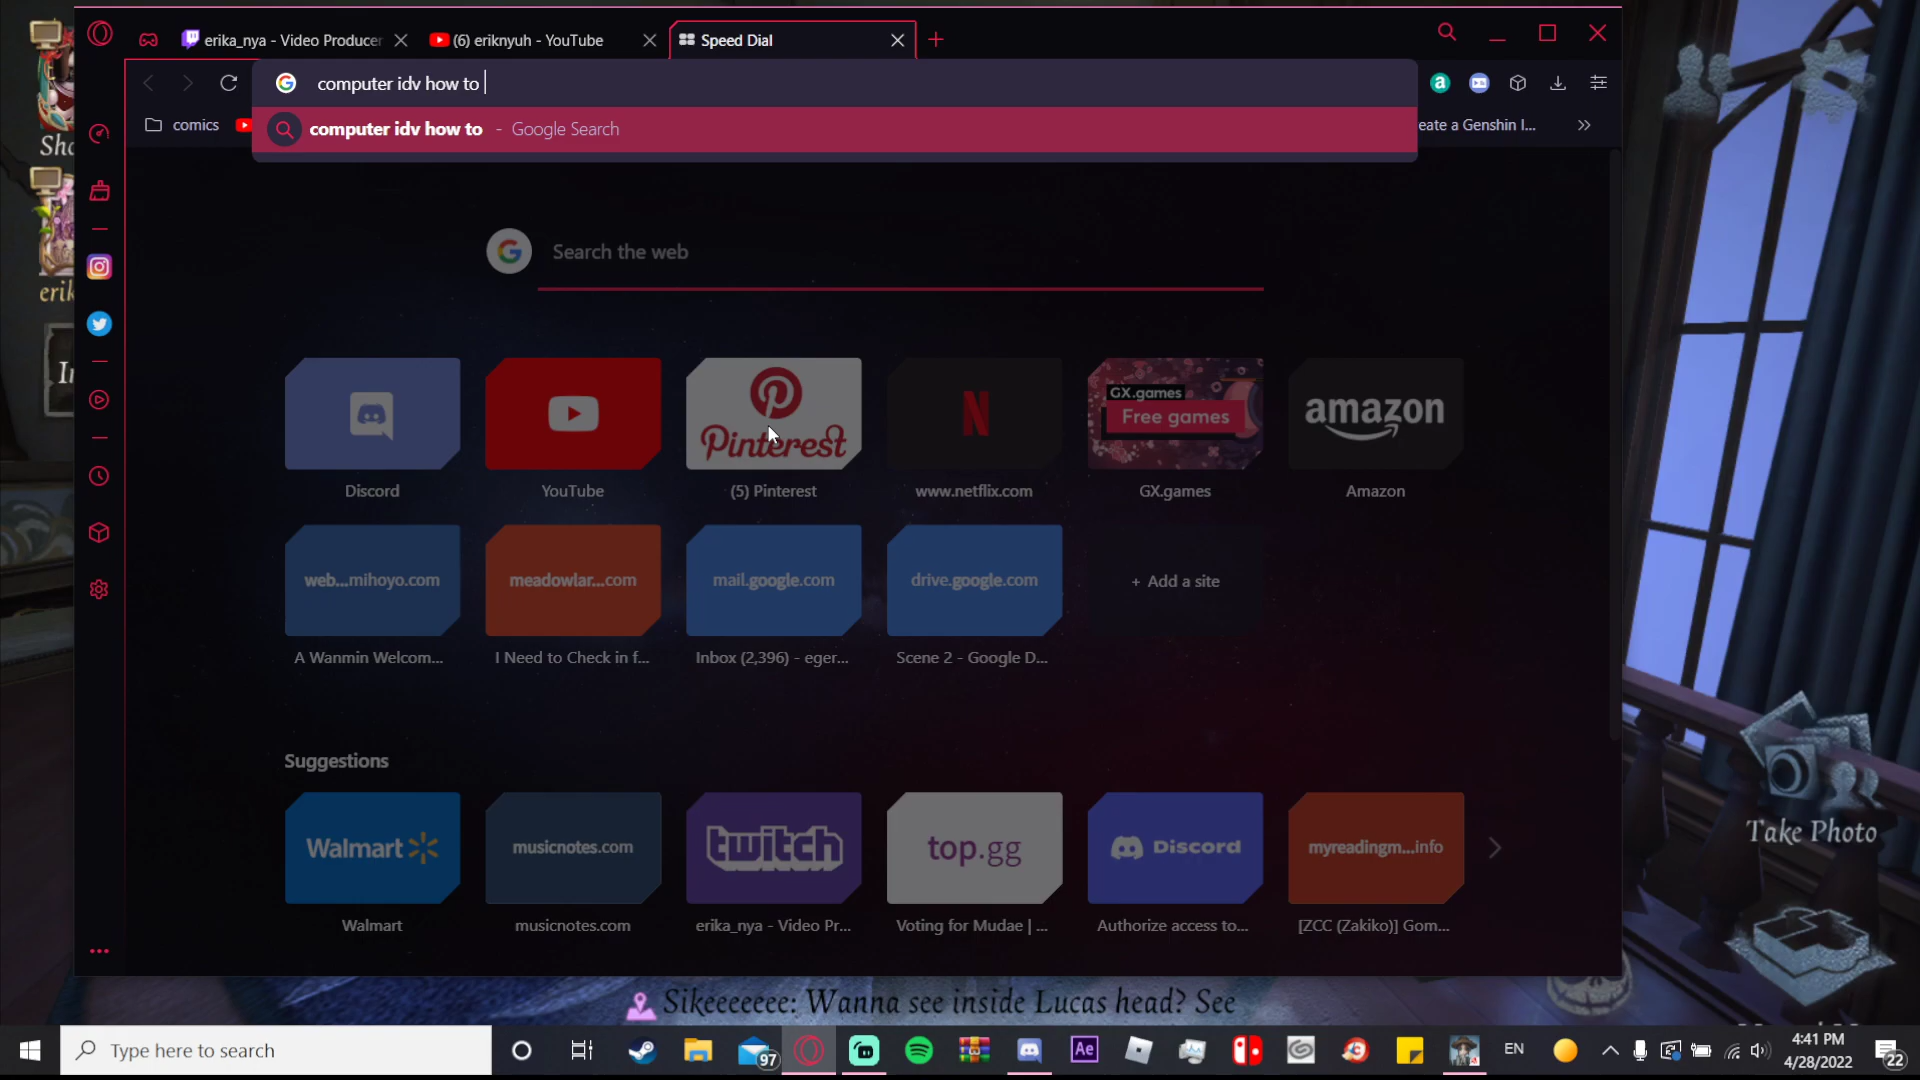 erika_nya - Video Producer
(6) eriknyuh - YouTube
Speed Dial
computer idv how to
computer idv how to - Google Search
comics
eate a Genshin I...
Search the web
GX.games
Free games
Pinterest
amazon
Discord
YouTube
(5) Pinterest
www.netflix.com
GX.games
Amazon
web...mihoyo.com
meadowlar...com
mail.google.com
drive.google.com
+ Add a site
A Wanmin Welcom...
I Need to Check in f...
Inbox (2,396) - eger...
Scene 2 - Google D...
Suggestions
Walmart
musicnotes.com
twitch
top.gg
Discord
myreadingm...info
Walmart
musicnotes.com
erika_nya - Video Pr...
Voting for Mudae | ...
Authorize access to...
[ZCC (Zakiko)] Gom...
Take Photo
Sikeeeeeee: Wanna see inside Lucas head? See
Type here to search
97
Ae
EN
4:41 PM
4/28/2022
22